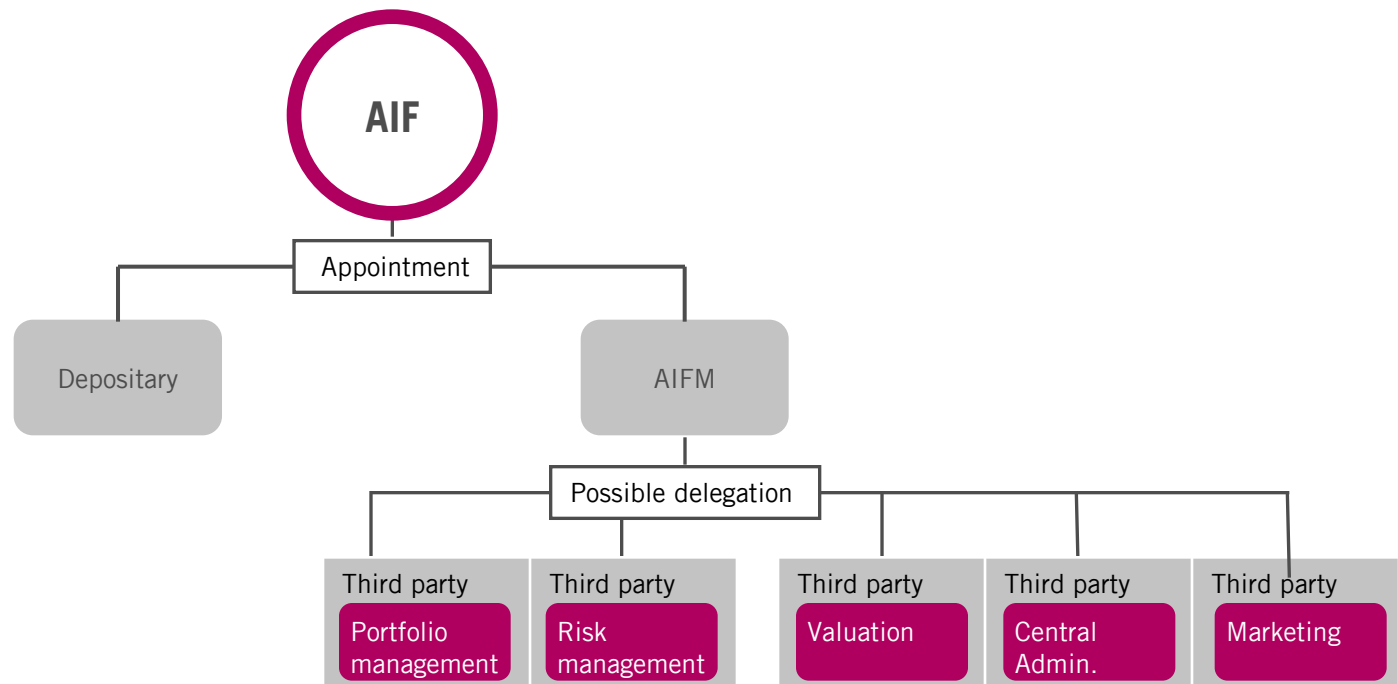 AIF
Appointment
Depositary
AIFM
Possible delegation
Third party
Portfolio
management
Third party
Risk
management
Third party
Valuation
Third party
Central
Admin.
Third party
Marketing